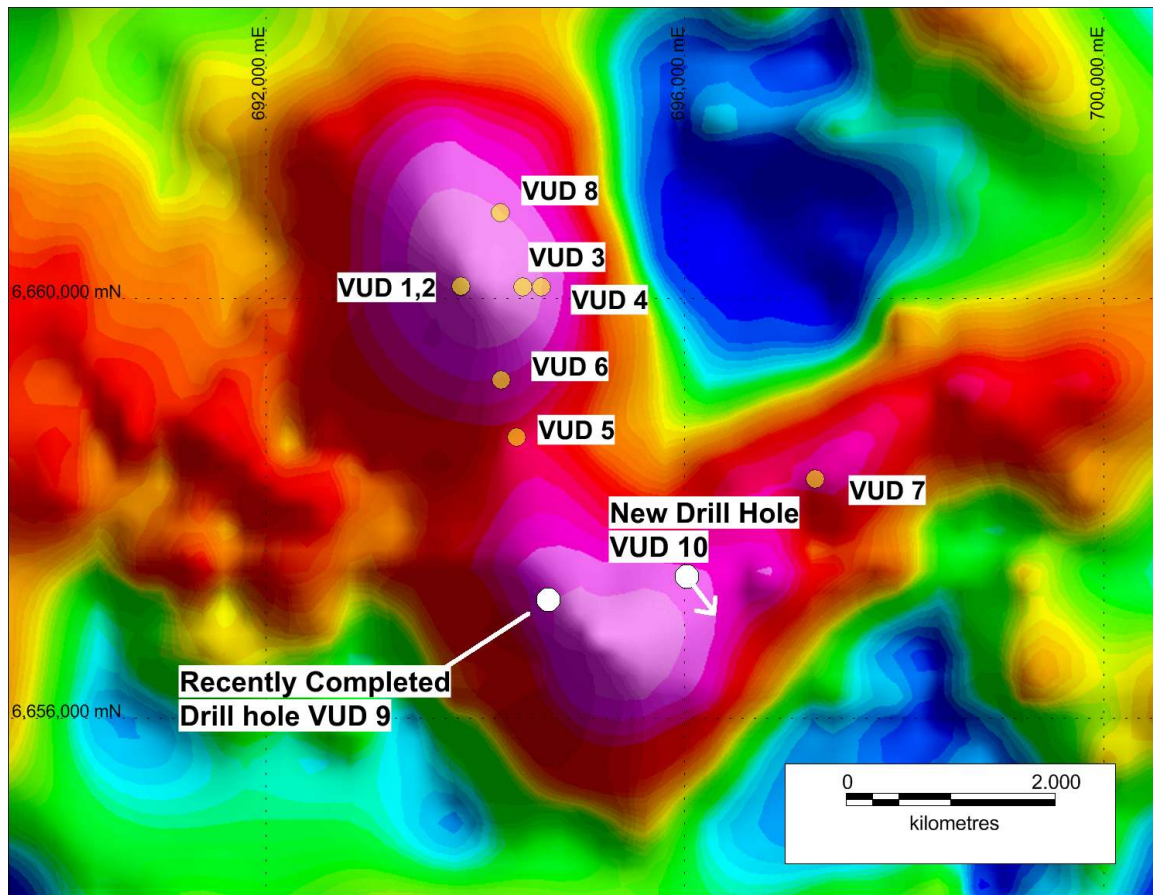 692,000 mE
696,000 mE
700,000 mE
VUD 8
VUD 3
VUD 1,2
6,660,000 mN
VUD 4
VUD 6
VUD 5
VUD 7
New Drill Hole
VUD 10
Recently Completed
Drill hole VUD 9
6,656,000 mN
0 2.000
kilometres